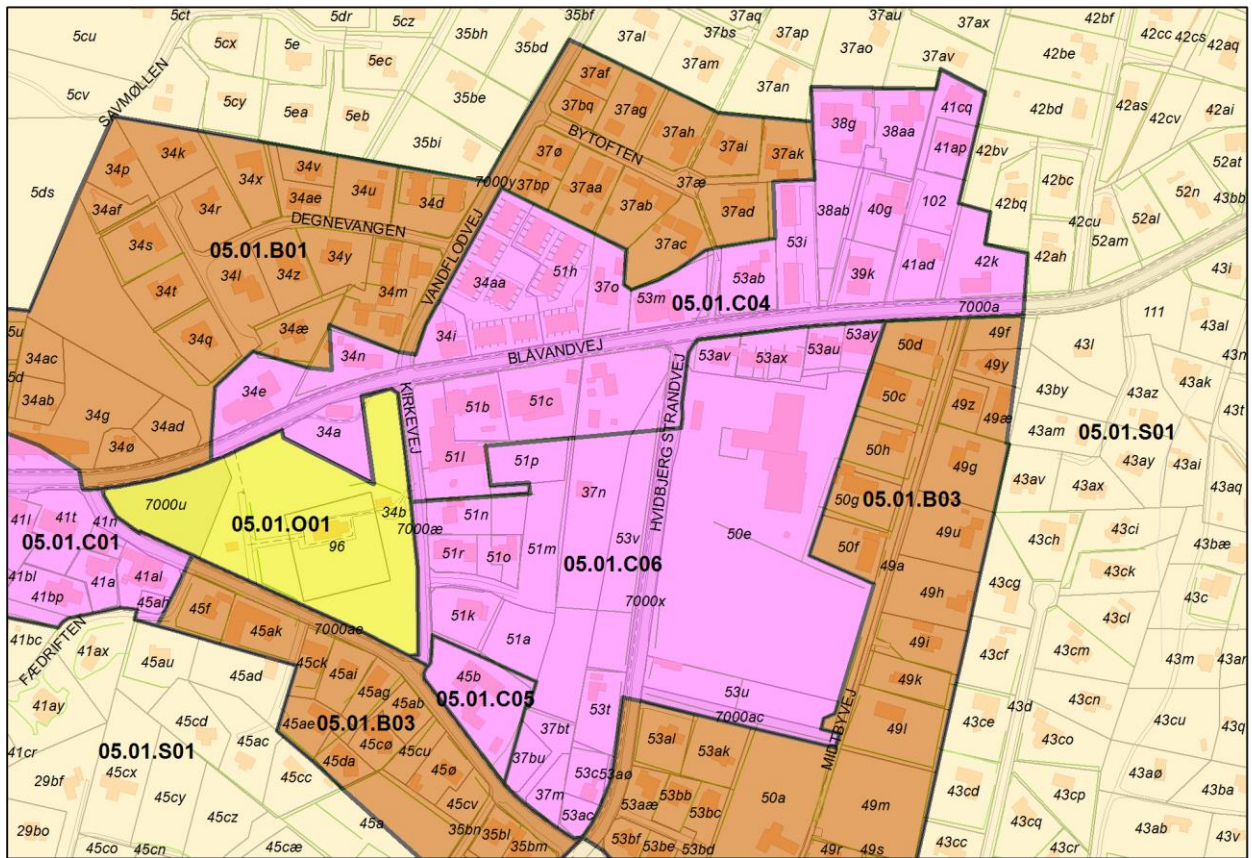 5ct
5dr
5cz
35bh
35bf
37aq
37bs
37ap
37au
37ax
42bf
42cc
42cs
42aq
5cu
5cx
5e
5ec
35bd
37al
37am
37ao
37av
42be
5cv
SAVMØLLEN
5cy
5ea
5eb
35be
35bi
37af
37bq
37ag
37an
42bd
42as
42cv
42ai
37ah
37ai
37ak
38g
38aa
41cq
41ap
42bv
BYTOFTEN
5ds
34p
34k
34x
34v
34ae
34u
34d
7000y
37ø
37bp
37aa
37ab
37æ
37ad
37ac
42bc
42bq
42cu
52at
52n
43bb
52al
52am
34af
34r
34s
DEGNEVANGEN
05.01.B01
34l
34z
34y
34t
34m
VANDFLODVEJ
34aa
51h
37o
53m
53ab
53i
38ab
40g
39k
102
41ad
42k
42ah
43i
05.01.C04
7000a
111
43al
5u
5d
34ac
34ab
34q
34æ
34n
34i
BLÅVANDVEJ
53av
53ax
53au
53ay
50d
49f
49y
43l
43n
34g
34ad
34ø
34e
34a
KIRKEVEJ
51b
51c
51l
51p
HVIDBJERG STRANDVEJ
50c
49z
49æ
43by
43az
43ak
43t
43am
05.01.S01
50h
49g
43av
43ax
43ay
43ai
43aq
7000u
05.01.O01
34b
96
7000æ
37n
51n
51r
51o
51m
53v
05.01.C06
50e
50g
05.01.B03
50f
49u
49a
43ch
43ci
43bæ
43ck
41l
41t
41n
05.01.C01
41bl
41bp
41a
41al
45ah
7000x
49h
43cg
43c
43cl
45f
45ak
7000ae
51k
51a
49i
43cf
43cm
43m
43ar
41bc
FÆDRIFTEN
41ax
45au
45ad
45ck
45ai
45ag
45ab
45b
05.01.C05
53u
7000ac
49k
49l
43d
43cn
41ay
45cd
45ae
05.01.B03
45cø
45cu
45da
53t
37bt
37bu
53al
53ak
MIDTBYVEJ
43ce
43co
43cu
43q
41cr
05.01.S01
45ac
29bf
45cx
45cc
45ø
53c
53aø
43aø
45cy
45cv
37m
53ac
53aæ
53bb
53bc
50a
49m
43cd
43cp
43ba
29bo
45cz
45a
35bn
35bl
35bm
43cq
43ab
43v
45co
45cn
45cæ
53bf
53be
53bd
49r
49s
43cc
43cr